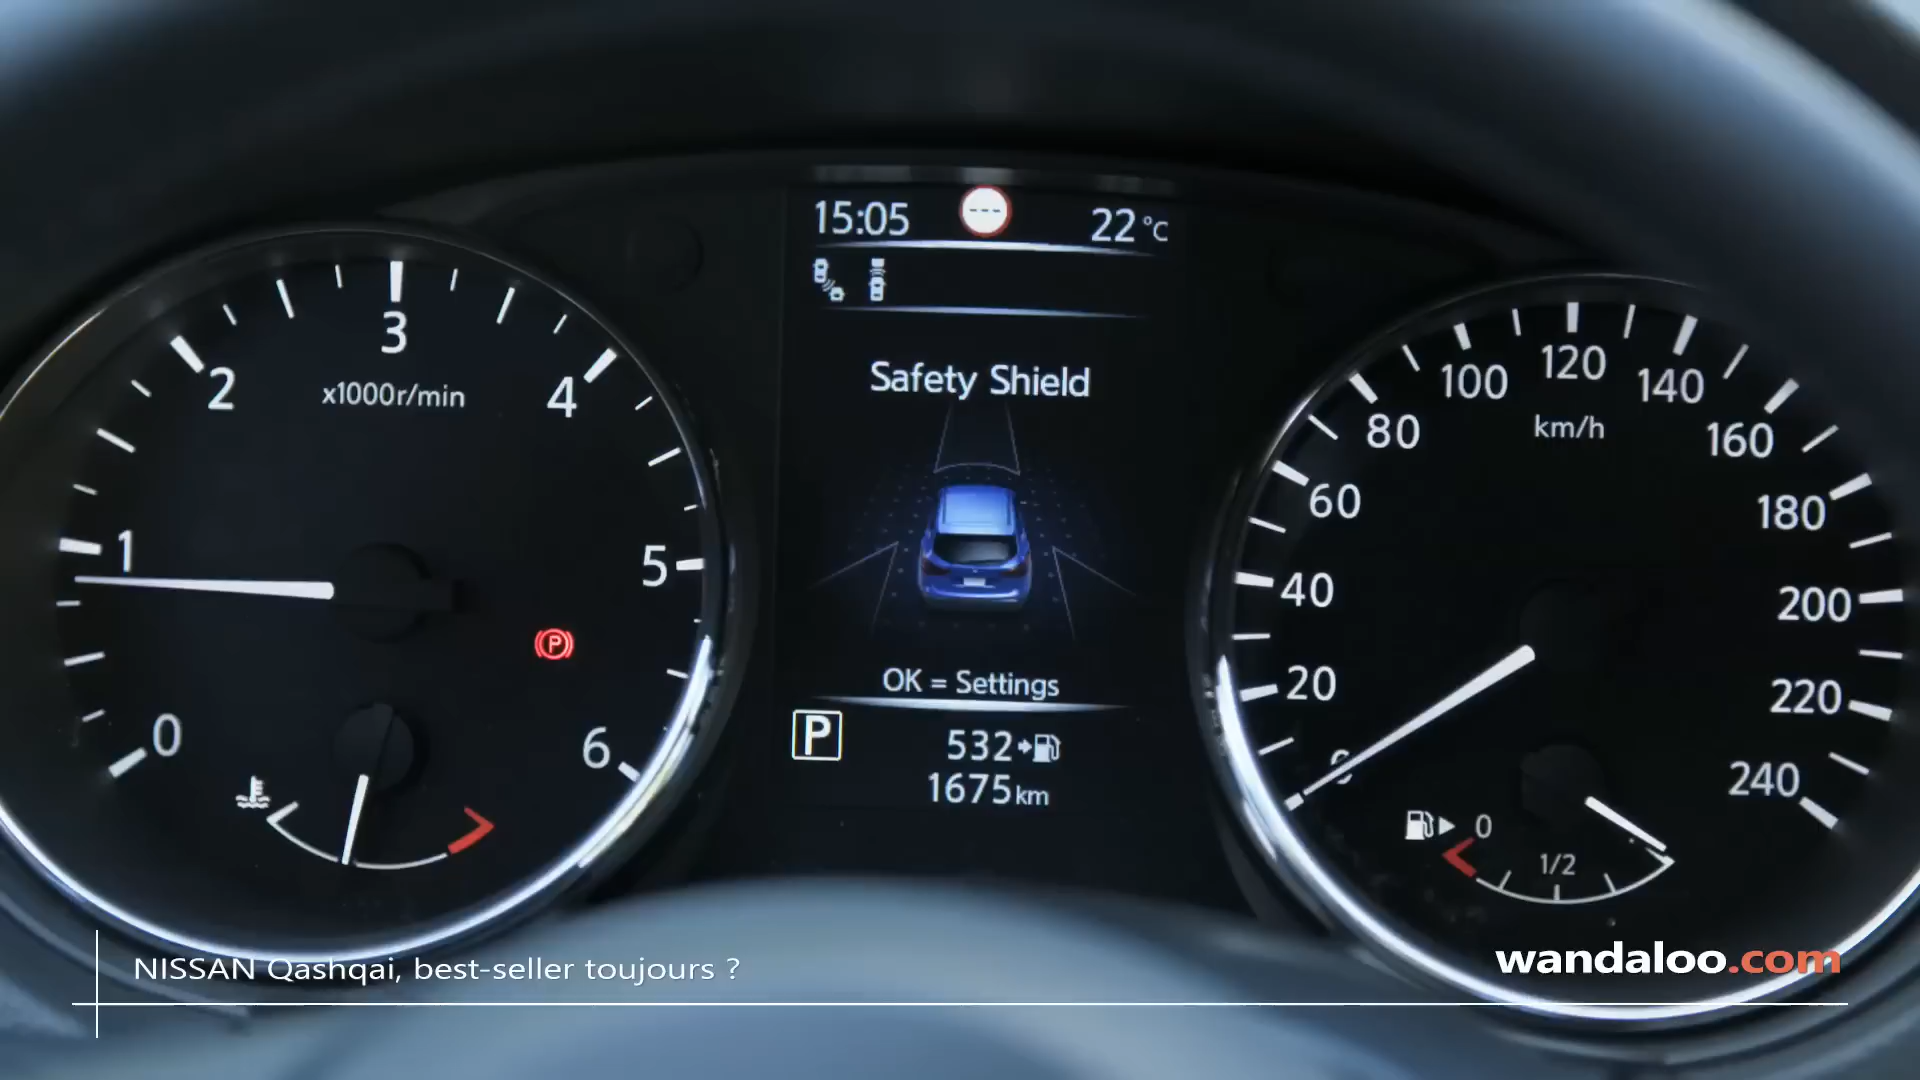 15:05
22 °C
Safety Shield
OK = Settings
P
532
1675 km
0
1
2
3
4
5
6
x1000r/min
P
0
20
40
60
80
100
120
140
160
180
200
220
240
km/h
0
1/2
NISSAN Qashqai, best-seller toujours ?
wandaloo.com